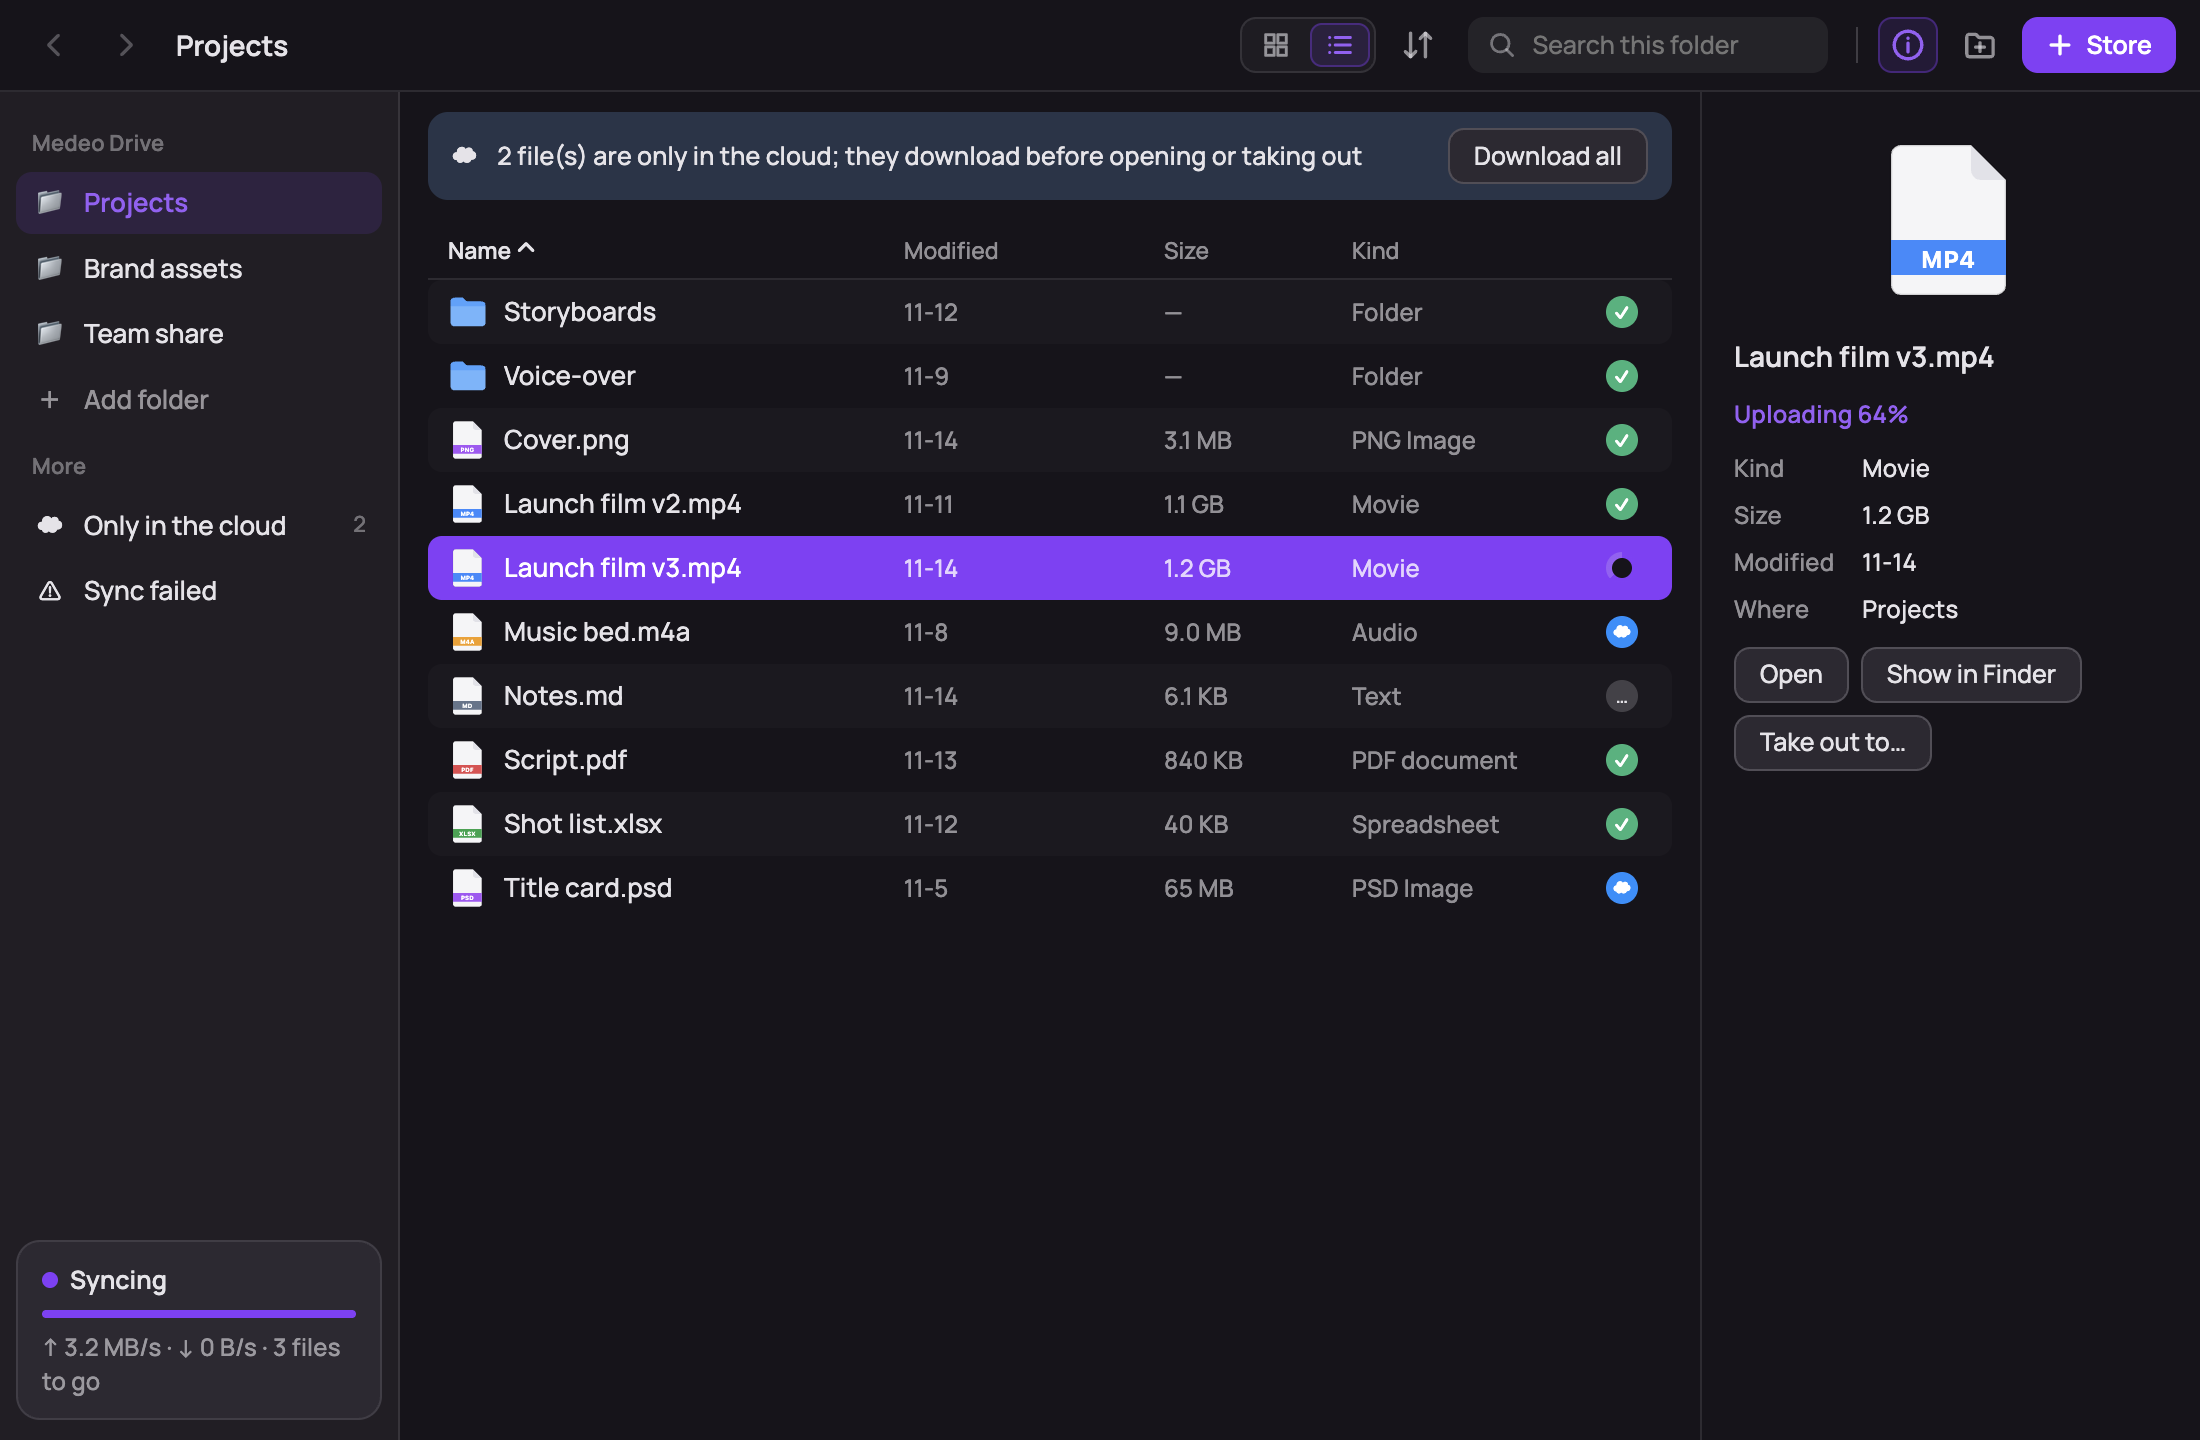 Projects
Search this folder
Store
Medeo Drive
Projects
Brand assets
Team share
Add folder
More
Only in the cloud 2
Sync failed
Syncing
↑ 3.2 MB/s · ↓ 0 B/s · 3 files
to go
2 file(s) are only in the cloud; they download before opening or taking out
Download all
Name Modified Size Kind
Storyboards 11-12 — Folder
Voice-over 11-9 — Folder
PNG Cover.png 11-14 3.1 MB PNG Image
MP4 Launch film v2.mp4 11-11 1.1 GB Movie
MP4 Launch film v3.mp4 11-14 1.2 GB Movie
M4A Music bed.m4a 11-8 9.0 MB Audio
MD Notes.md 11-14 6.1 KB Text ...
PDF Script.pdf 11-13 840 KB PDF document
XLSX Shot list.xlsx 11-12 40 KB Spreadsheet
PSD Title card.psd 11-5 65 MB PSD Image
MP4
Launch film v3.mp4
Uploading 64%
Kind Movie
Size 1.2 GB
Modified 11-14
Where Projects
Open Show in Finder
Take out to...